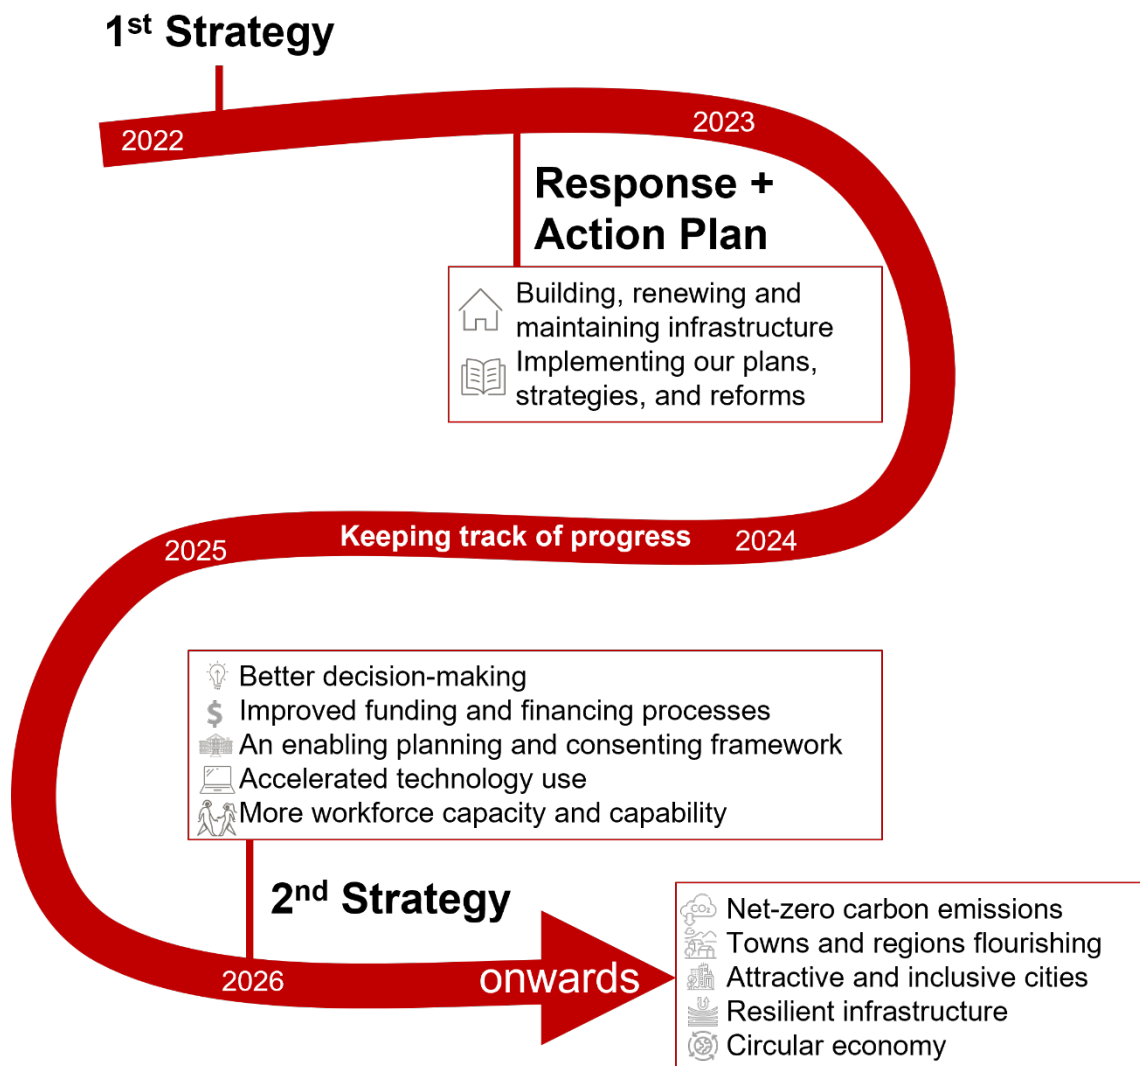 1st Strategy
2022
2023
Response +
Action Plan
Building, renewing and
maintaining infrastructure
Implementing our plans,
strategies, and reforms
2025
Keeping track of progress
2024
Better decision-making
$
Improved funding and financing processes
An enabling planning and consenting framework
Accelerated technology use
More workforce capacity and capability
2nd Strategy
2026
onwards
CO2
Net-zero carbon emissions
Towns and regions flourishing
Attractive and inclusive cities
Resilient infrastructure
Circular economy